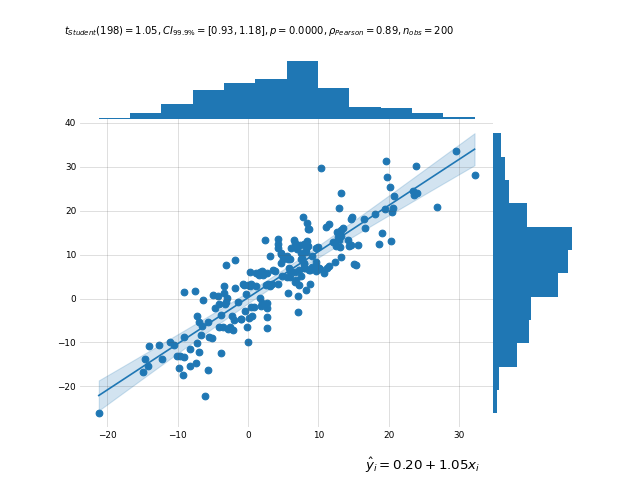 t_Student(198) = 1.05, CI_99.9% = [0.93, 1.18], p = 0.0000, ρ_Pearson = 0.89, n_obs = 200
40
30
20
10
0
−10
−20
−20 −10 0 10 20 30
ŷ_i = 0.20 + 1.05x_i